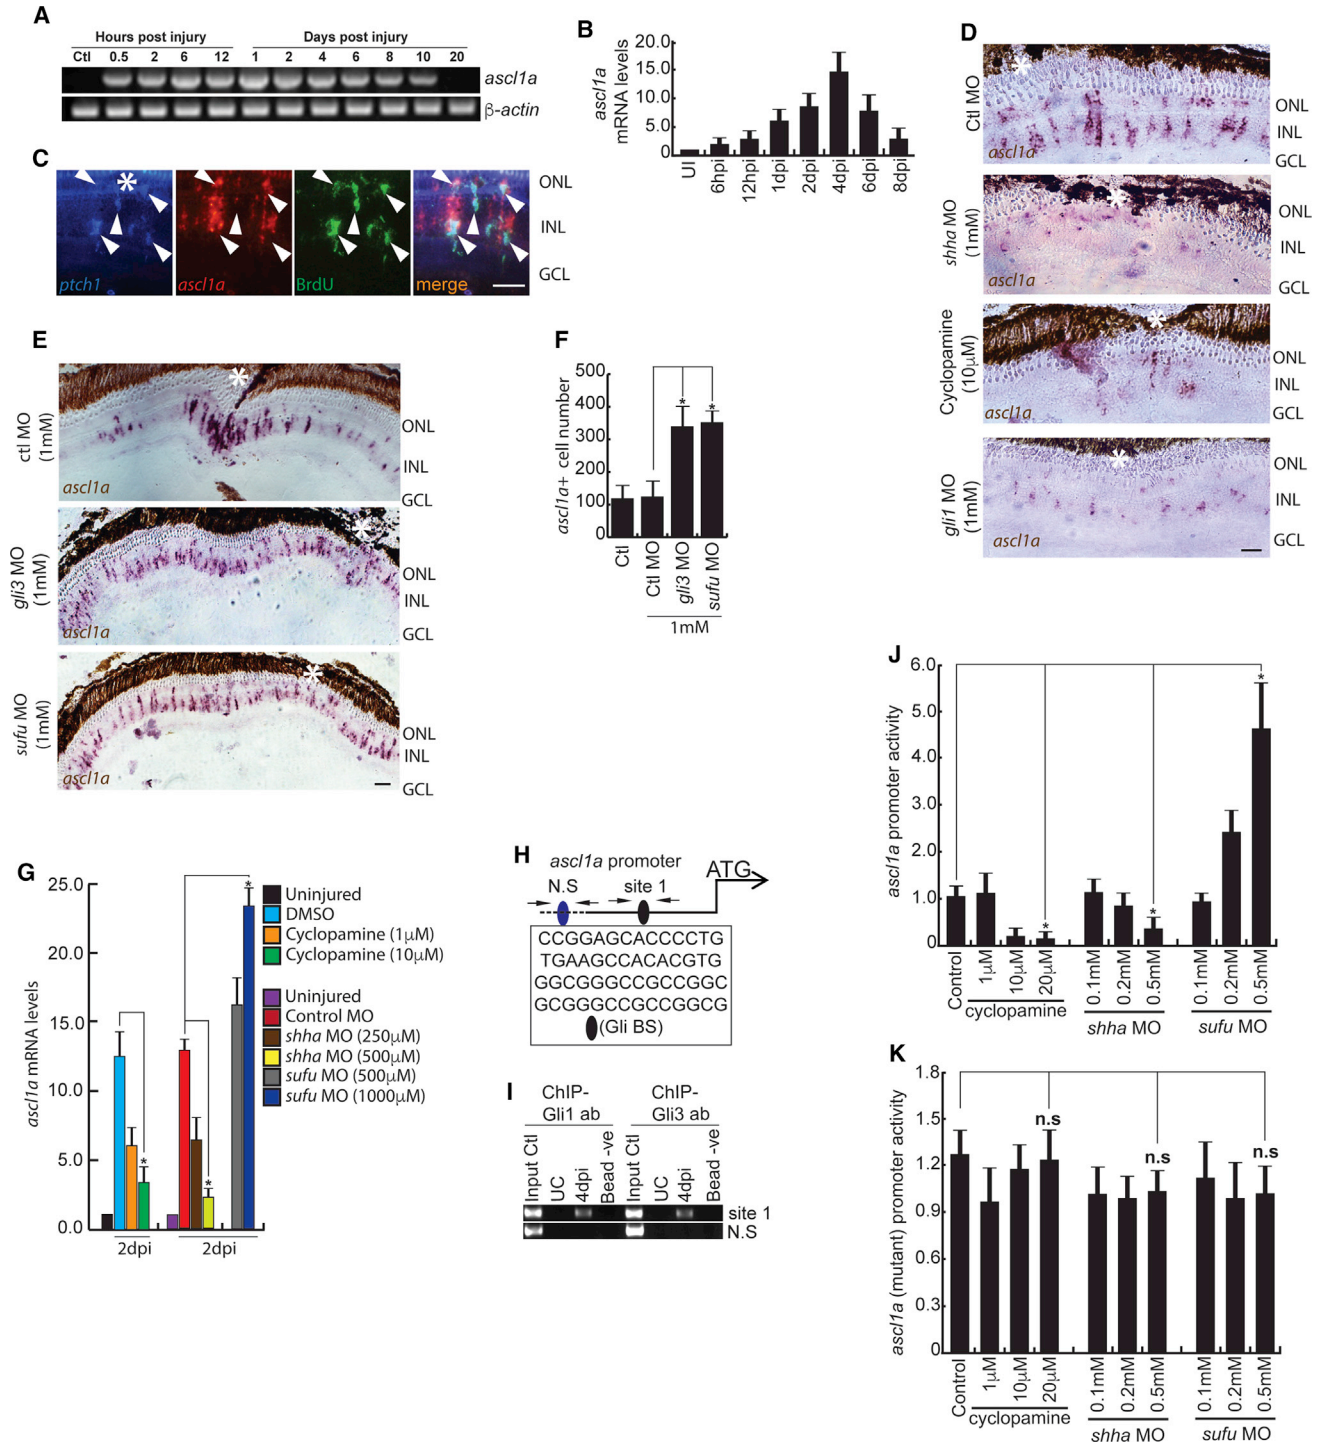 A
Hours post injury Days post injury
Ctl 0.5 2 6 12 1 2 4 6 8 10 20
ascl1a
β-actin
B
ascl1a
mRNA levels
20.0
15.0
10.0
5.0
0
UI 6hpi 12hpi 1dpi 2dpi 4dpi 6dpi 8dpi
C
ptch1 ascl1a BrdU merge
ONL
INL
GCL
D
Ctl MO
ascl1a
ONL
INL
GCL
shha MO
(1mM)
ascl1a
ONL
INL
GCL
Cyclopamine
(10µM)
ascl1a
ONL
INL
GCL
gli1 MO
(1mM)
ascl1a
ONL
INL
GCL
E
ctl MO
(1mM)
ascl1a
ONL
INL
GCL
gli3 MO
(1mM)
ascl1a
ONL
INL
GCL
sufu MO
(1mM)
ascl1a
ONL
INL
GCL
F
ascl1a+ cell number
500
400
300
200
100
0
* *
Ctl Ctl MO gli3 MO sufu MO
1mM
G
ascl1a mRNA levels
25.0
20.0
15.0
10.0
5.0
0.0
* * *
2dpi 2dpi
Uninjured
DMSO
Cyclopamine (1µM)
Cyclopamine (10µM)
Uninjured
Control MO
shha MO (250µM)
shha MO (500µM)
sufu MO (500µM)
sufu MO (1000µM)
H
ascl1a promoter
ATG
N.S site 1
CCGGAGCACCCCTG
TGAAGCCACACGTG
GGCGGGCCGCCGGC
GCGGGCCGCCGGCG
(Gli BS)
I
ChIP-
Gli1 ab
ChIP-
Gli3 ab
Input Ctl UC 4dpi Bead -ve Input Ctl UC 4dpi Bead -ve
site 1
N.S
J
ascl1a promoter activity
6.0
5.0
4.0
3.0
2.0
1.0
0
* * *
Control 1µM 10µM 20µM 0.1mM 0.2mM 0.5mM 0.1mM 0.2mM 0.5mM
cyclopamine shha MO sufu MO
K
ascl1a (mutant) promoter activity
1.8
1.5
1.2
0.9
0.6
0.3
0
n.s n.s n.s
Control 1µM 10µM 20µM 0.1mM 0.2mM 0.5mM 0.1mM 0.2mM 0.5mM
cyclopamine shha MO sufu MO